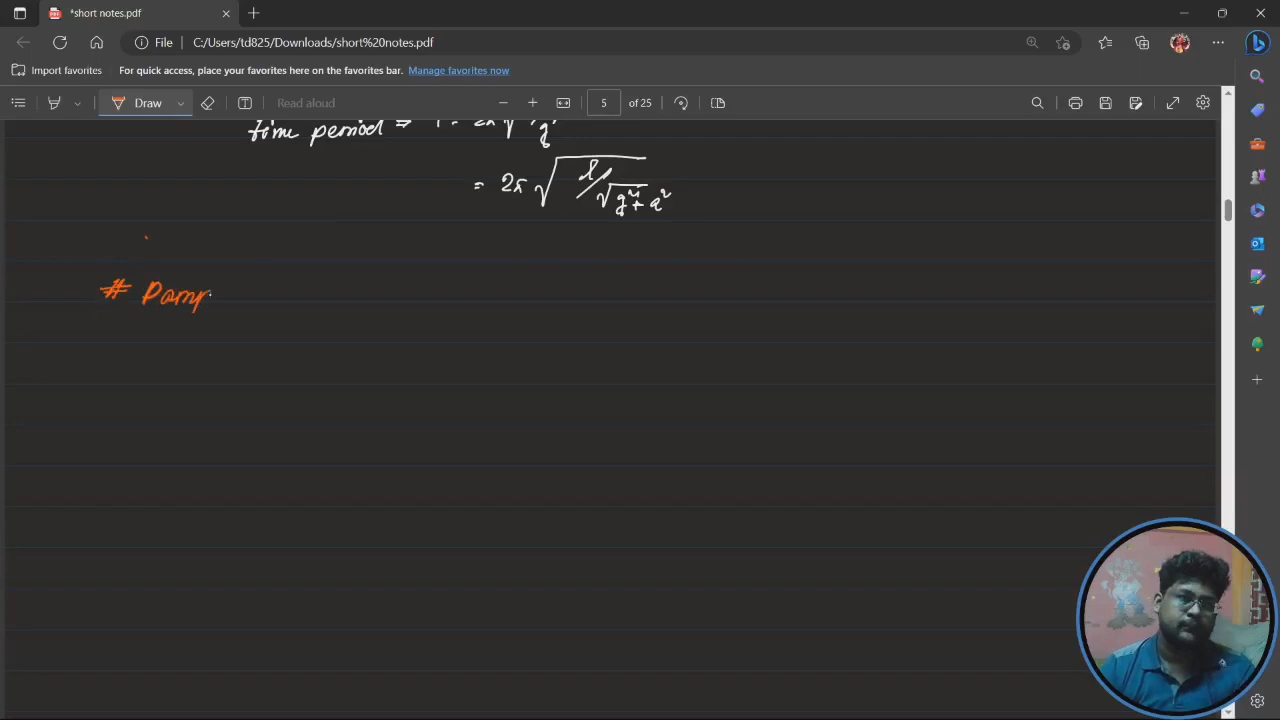 *short notes.pdf
File C:/Users/td825/Downloads/short%20notes.pdf
Import favorites For quick access, place your favorites here on the favorites bar. Manage favorites now
Draw Read aloud 5 of 25
time period ⇒
= 2π √ l/√g²+a²
# Damp